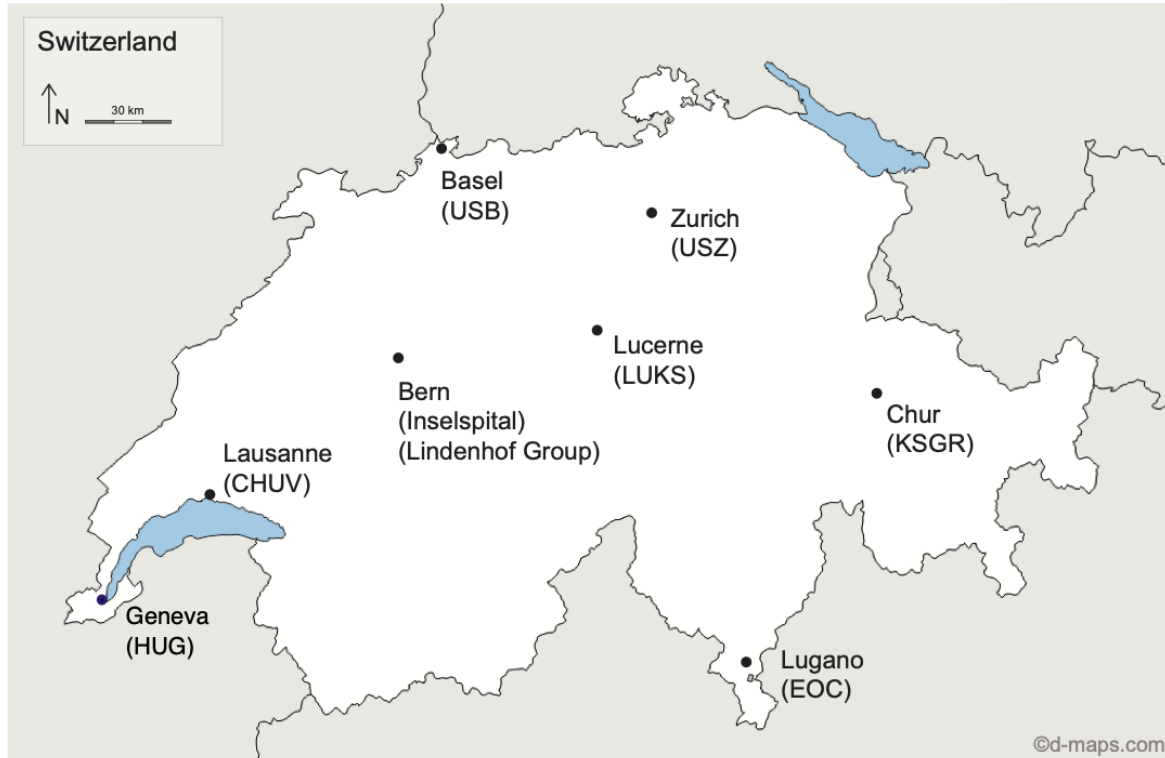 Switzerland
N
30 km
Basel
(USB)
Zurich
(USZ)
Lucerne
(LUKS)
Bern
(Inselspital)
(Lindenhof Group)
Chur
(KSGR)
Lausanne
(CHUV)
Geneva
(HUG)
Lugano
(EOC)
©d-maps.com